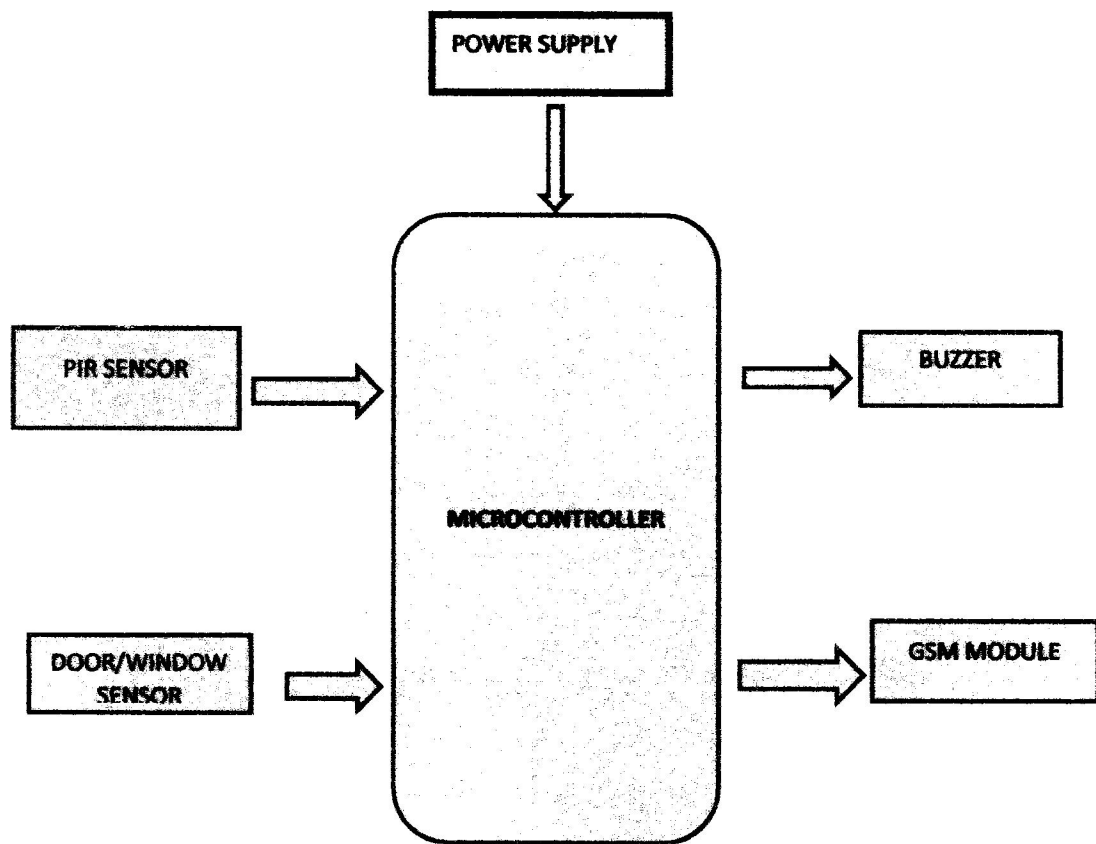 POWER SUPPLY
PIR SENSOR
BUZZER
MICROCONTROLLER
DOOR/WINDOW
SENSOR
GSM MODULE